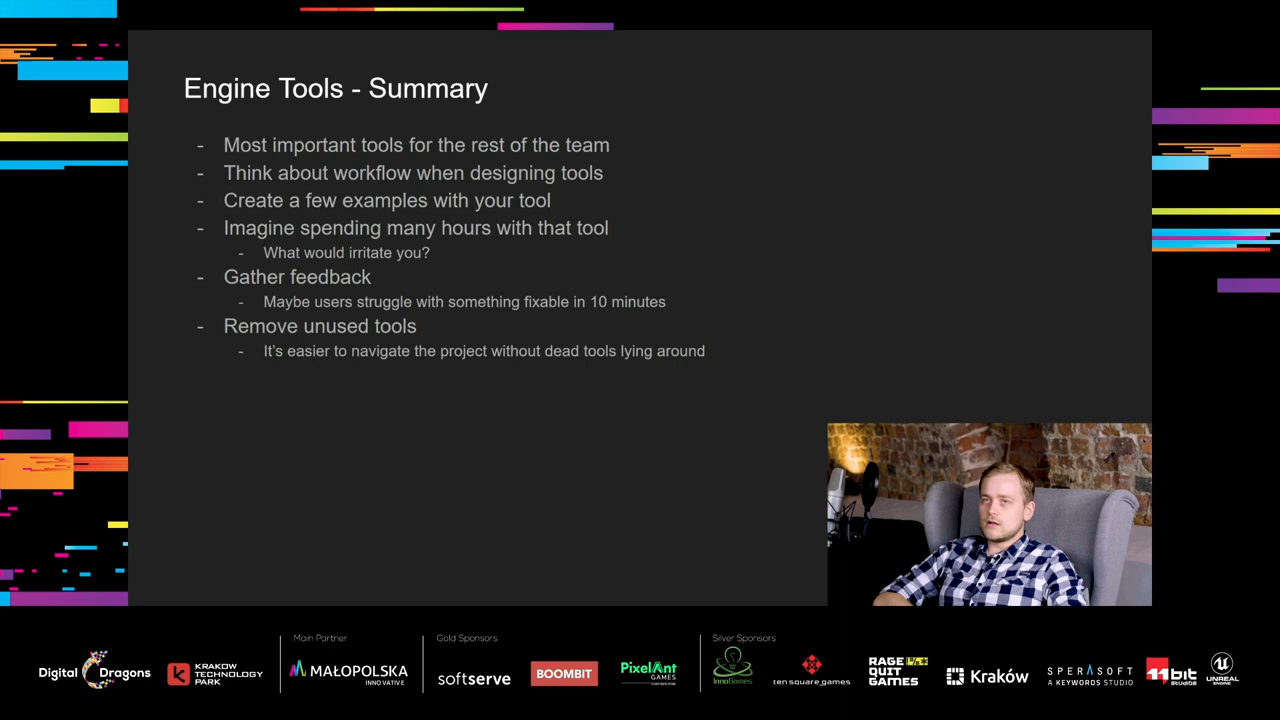 Engine Tools - Summary
- Most important tools for the rest of the team
- Think about workflow when designing tools
- Create a few examples with your tool
- Imagine spending many hours with that tool
- What would irritate you?
- Gather feedback
- Maybe users struggle with something fixable in 10 minutes
- Remove unused tools
- It's easier to navigate the project without dead tools lying around
Main Partner
Gold Sponsors
Silver Sponsors
Digital Dragons
KRAKOW
TECHNOLOGY
PARK
MAŁOPOLSKA
INNOVATIVE
softserve
BOOMBIT
PixelAnt
GAMES
InnoGames
ten square games
RAGE
QUIT
GAMES
Kraków
SPERASOFT
A KEYWORDS STUDIO
11bit
STUDIOS
UNREAL
ENGINE